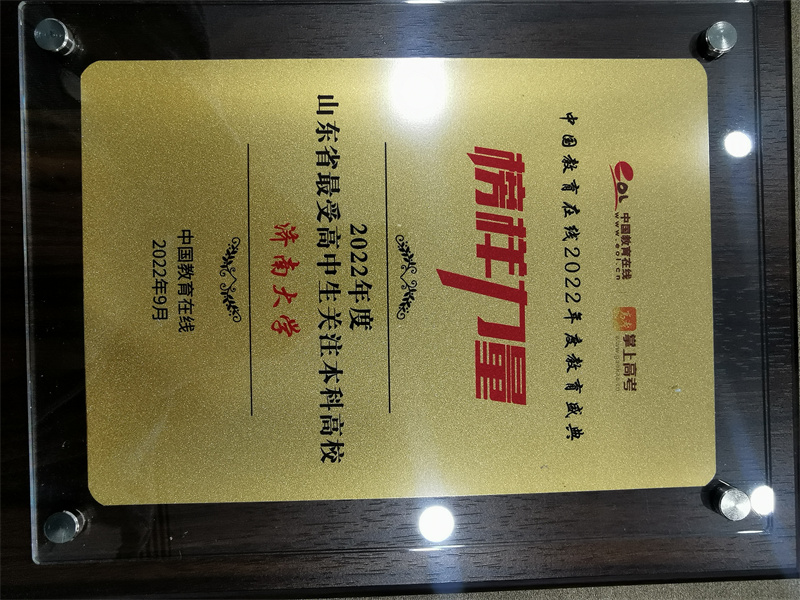 eol 中国教育在线 掌上高考
www.eol.cn
中国教育在线2022年度教育盛典
榜样力量
2022年度
山东省最受高中生关注本科高校
济南大学
中国教育在线
2022年9月